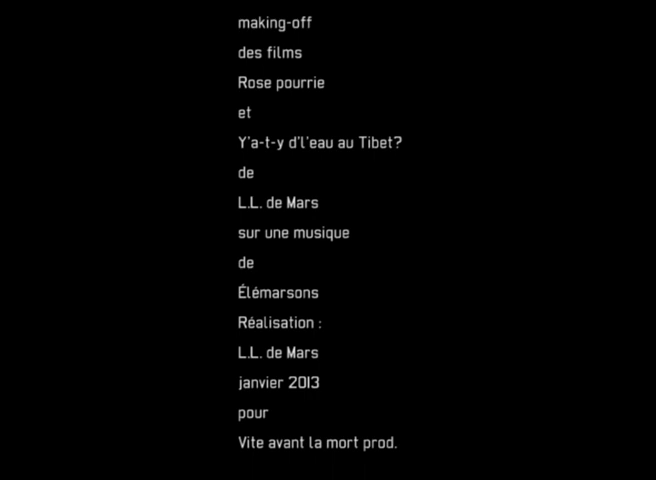 making-off
des films
Rose pourrie
et
Y'a-t-y d'l'eau au Tibet?
de
L.L. de Mars
sur une musique
de
Élémarsons
Réalisation :
L.L. de Mars
janvier 2013
pour
Vite avant la mort prod.